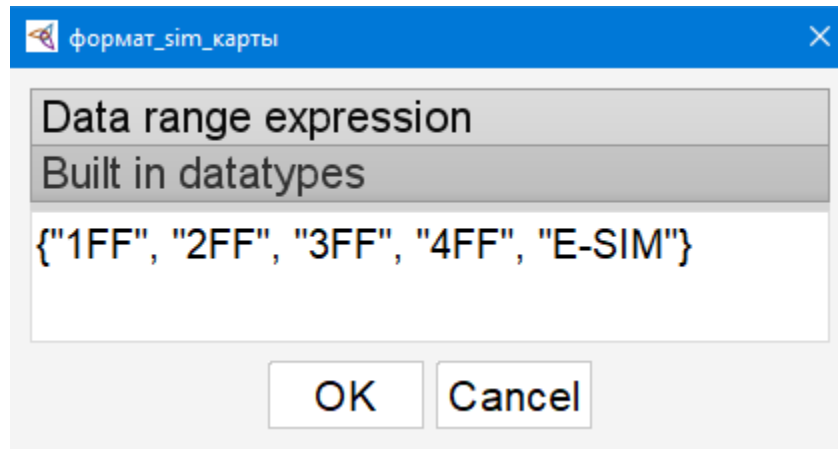 формат_sim_карты
Data range expression
Built in datatypes
{"1FF", "2FF", "3FF", "4FF", "E-SIM"}
OK Cancel